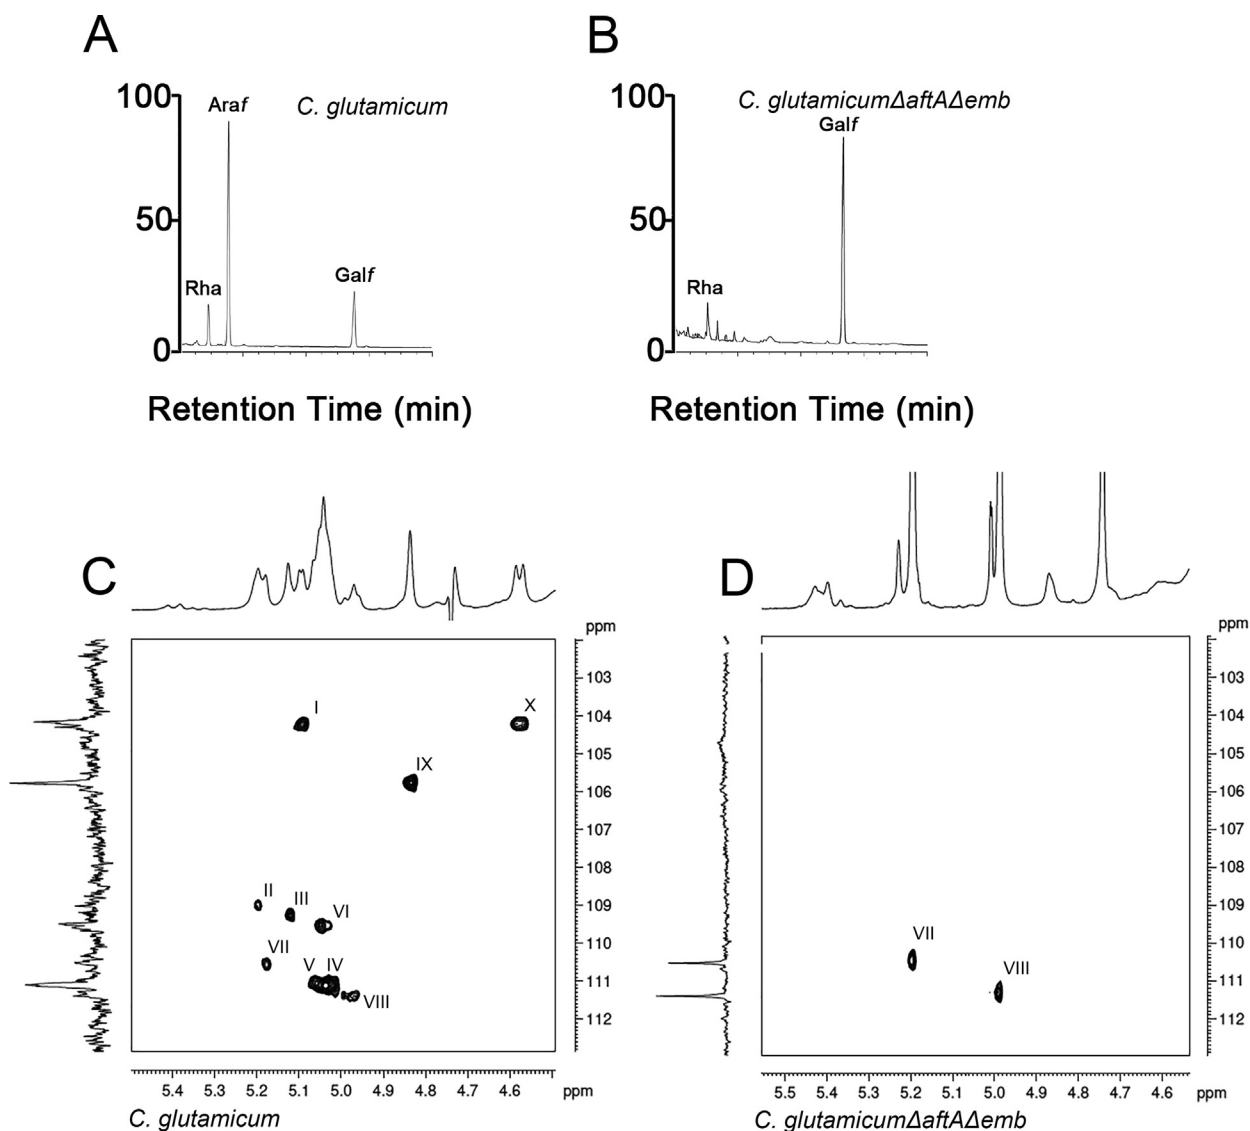 A
B
100
Araf
C. glutamicum
50
Rha
Galf
0
Retention Time (min)
100
C. glutamicumΔaftAΔemb
Galf
50
Rha
0
Retention Time (min)
C
D
ppm
103
104
105
106
107
108
109
110
111
112
I
X
IX
II
III
VI
VII
V
IV
VIII
5.4
5.3
5.2
5.1
5.0
4.9
4.8
4.7
4.6
ppm
C. glutamicum
ppm
103
104
105
106
107
108
109
110
111
112
VII
VIII
5.5
5.4
5.3
5.2
5.1
5.0
4.9
4.8
4.7
4.6
ppm
C. glutamicumΔaftAΔemb